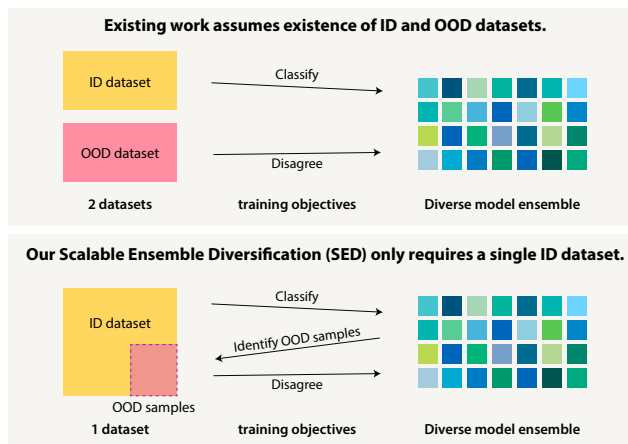 Existing work assumes existence of ID and OOD datasets.
ID dataset
Classify
OOD dataset
Disagree
2 datasets
training objectives
Diverse model ensemble
Our Scalable Ensemble Diversification (SED) only requires a single ID dataset.
Classify
ID dataset
Identify OOD samples
Disagree
OOD samples
1 dataset
training objectives
Diverse model ensemble